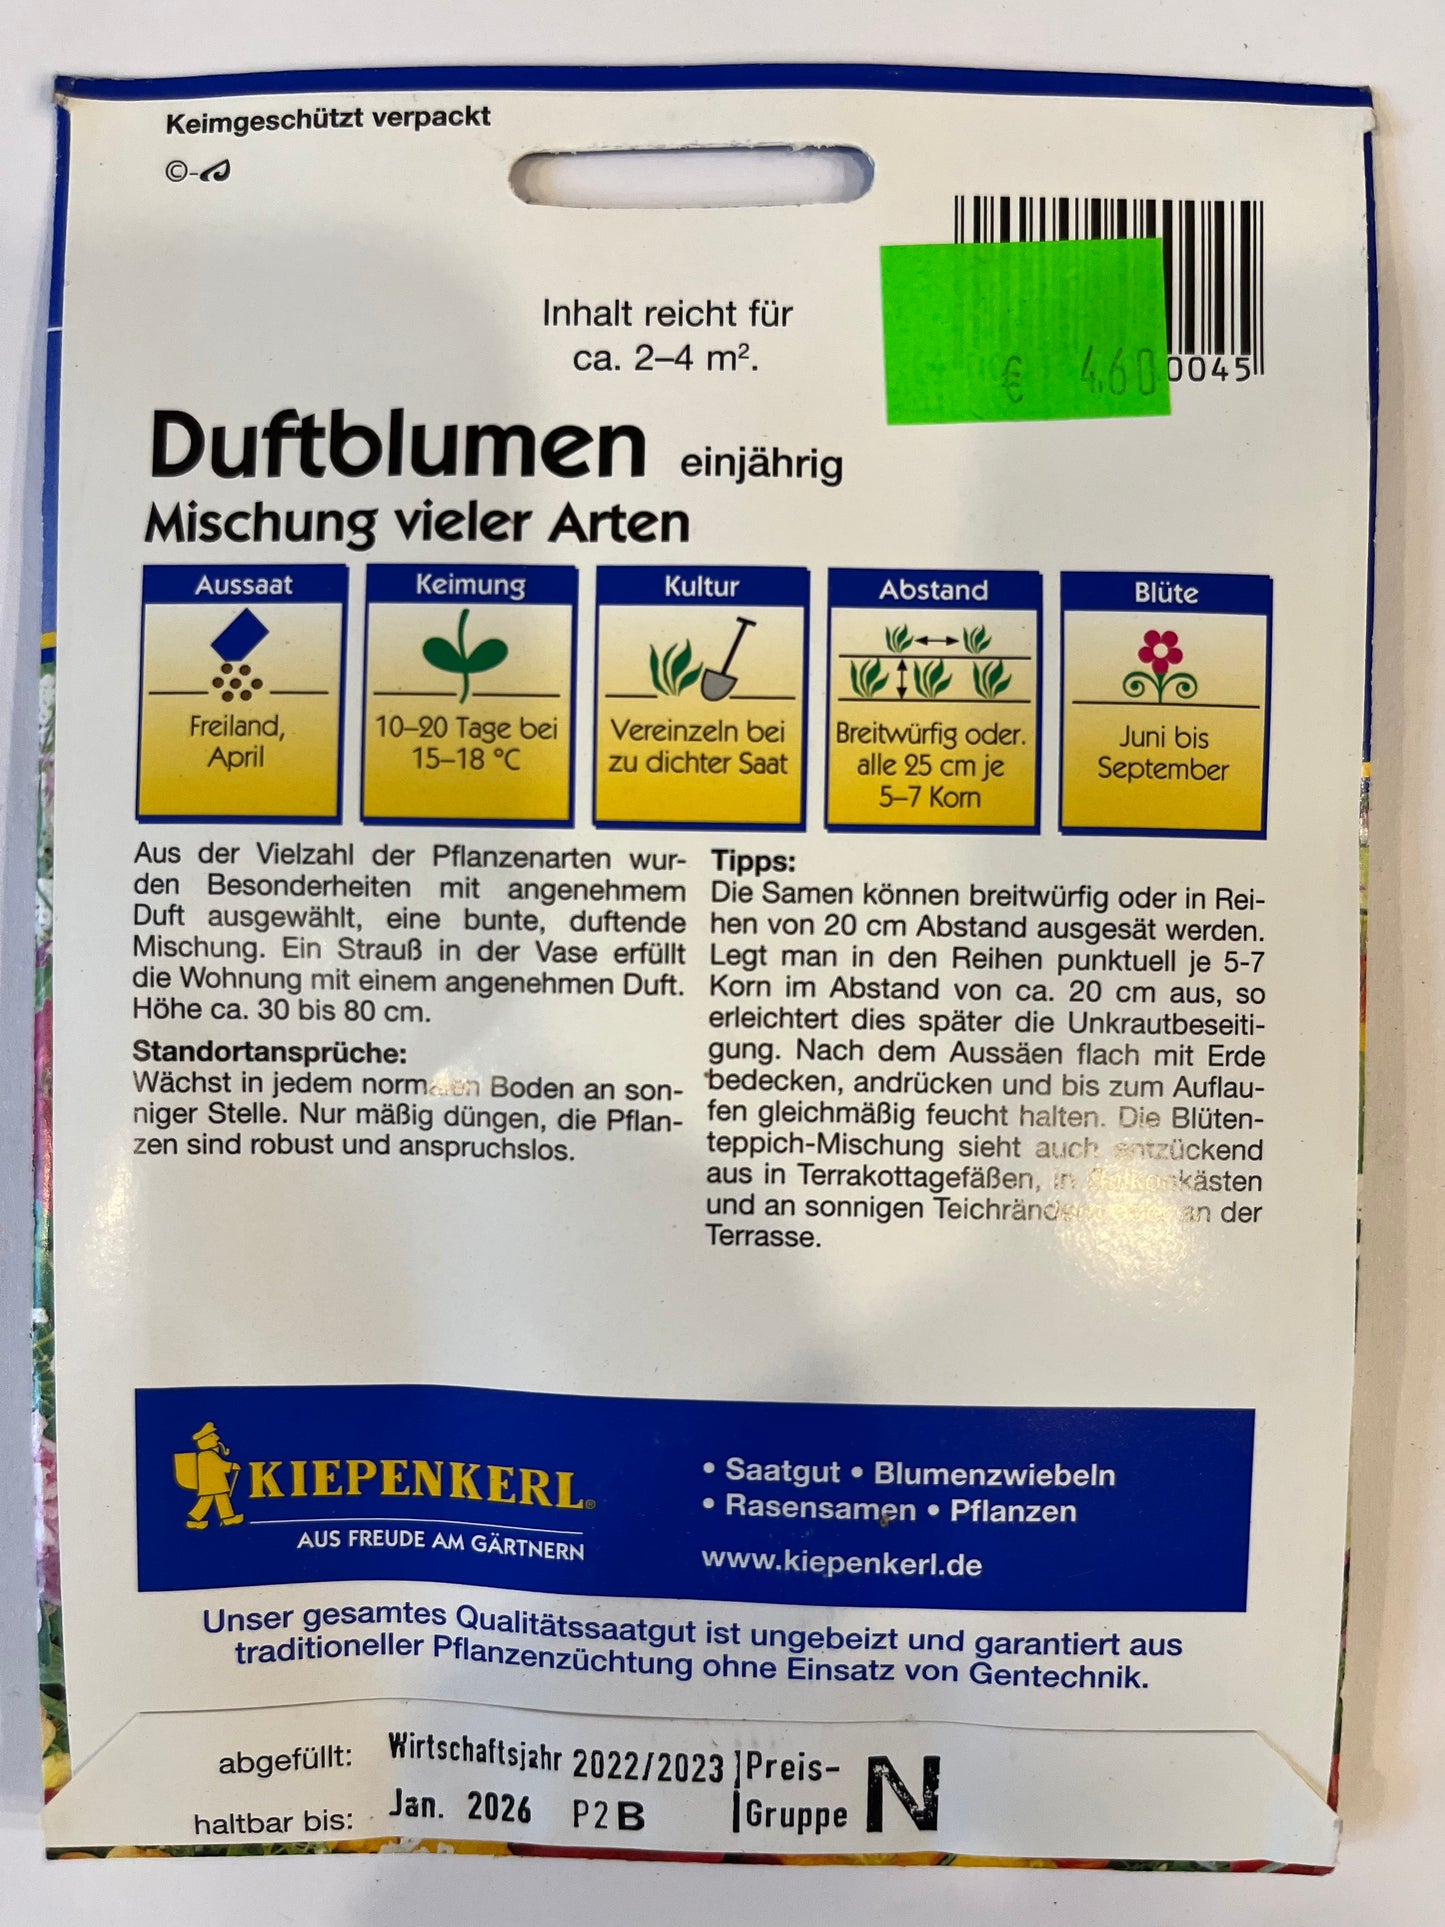 Keimgeschützt verpackt
©-
Inhalt reicht für
ca. 2–4 m².
€ 4,60
0045
Duftblumen einjährig
Mischung vieler Arten
Aussaat
Freiland,
April
Keimung
10–20 Tage bei
15–18 °C
Kultur
Vereinzeln bei
zu dichter Saat
Abstand
Breitwürfig oder.
alle 25 cm je
5–7 Korn
Blüte
Juni bis
September
Aus der Vielzahl der Pflanzenarten wur-
den Besonderheiten mit angenehmem
Duft ausgewählt, eine bunte, duftende
Mischung. Ein Strauß in der Vase erfüllt
die Wohnung mit einem angenehmen Duft.
Höhe ca. 30 bis 80 cm.
Standortansprüche:
Wächst in jedem normalen Boden an son-
niger Stelle. Nur mäßig düngen, die Pflan-
zen sind robust und anspruchslos.
Tipps:
Die Samen können breitwürfig oder in Rei-
hen von 20 cm Abstand ausgesät werden.
Legt man in den Reihen punktuell je 5-7
Korn im Abstand von ca. 20 cm aus, so
erleichtert dies später die Unkrautbeseiti-
gung. Nach dem Aussäen flach mit Erde
bedecken, andrücken und bis zum Auflau-
fen gleichmäßig feucht halten. Die Blüten-
teppich-Mischung sieht auch entzückend
aus in Terrakottagefäßen, in Balkonkästen
und an sonnigen Teichrändern an der
Terrasse.
KIEPENKERL®
AUS FREUDE AM GÄRTNERN
• Saatgut • Blumenzwiebeln
• Rasensamen • Pflanzen
www.kiepenkerl.de
Unser gesamtes Qualitätssaatgut ist ungebeizt und garantiert aus
traditioneller Pflanzenzüchtung ohne Einsatz von Gentechnik.
abgefüllt: Wirtschaftsjahr 2022/2023
haltbar bis: Jan. 2026 P2B
Preis-
Gruppe N